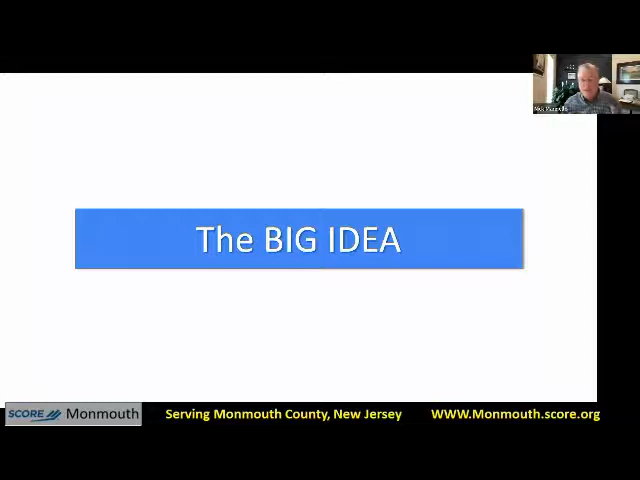 The BIG IDEA
SCORE Monmouth
Serving Monmouth County, New Jersey
WWW.Monmouth.score.org